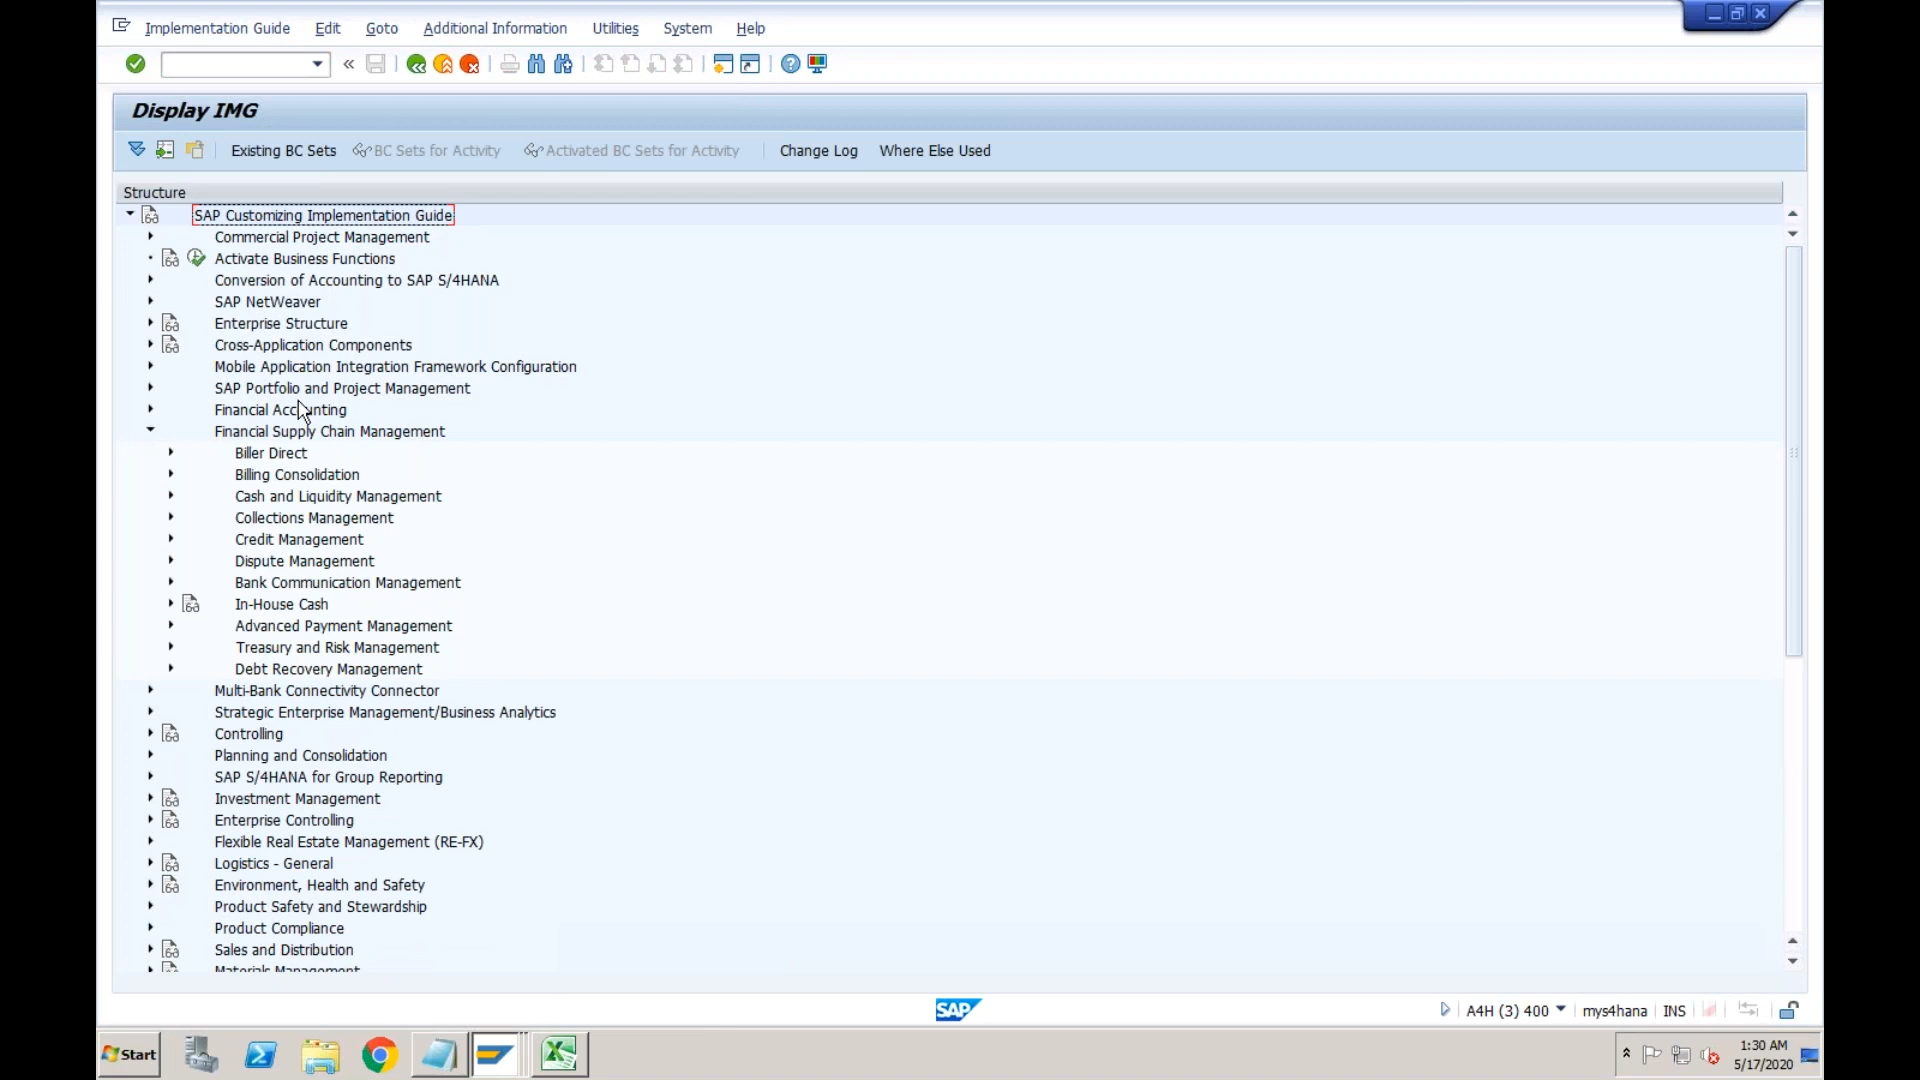 Implementation Guide Edit Goto Additional Information Utilities System Help
Display IMG
Existing BC Sets BC Sets for Activity Activated BC Sets for Activity Change Log Where Else Used
Structure
SAP Customizing Implementation Guide
Commercial Project Management
Activate Business Functions
Conversion of Accounting to SAP S/4HANA
SAP NetWeaver
Enterprise Structure
Cross-Application Components
Mobile Application Integration Framework Configuration
SAP Portfolio and Project Management
Financial Accounting
Financial Supply Chain Management
Biller Direct
Billing Consolidation
Cash and Liquidity Management
Collections Management
Credit Management
Dispute Management
Bank Communication Management
In-House Cash
Advanced Payment Management
Treasury and Risk Management
Debt Recovery Management
Multi-Bank Connectivity Connector
Strategic Enterprise Management/Business Analytics
Controlling
Planning and Consolidation
SAP S/4HANA for Group Reporting
Investment Management
Enterprise Controlling
Flexible Real Estate Management (RE-FX)
Logistics - General
Environment, Health and Safety
Product Safety and Stewardship
Product Compliance
Sales and Distribution
Materials Management
SAP A4H (3) 400 mys4hana INS
Start 1:30 AM
5/17/2020